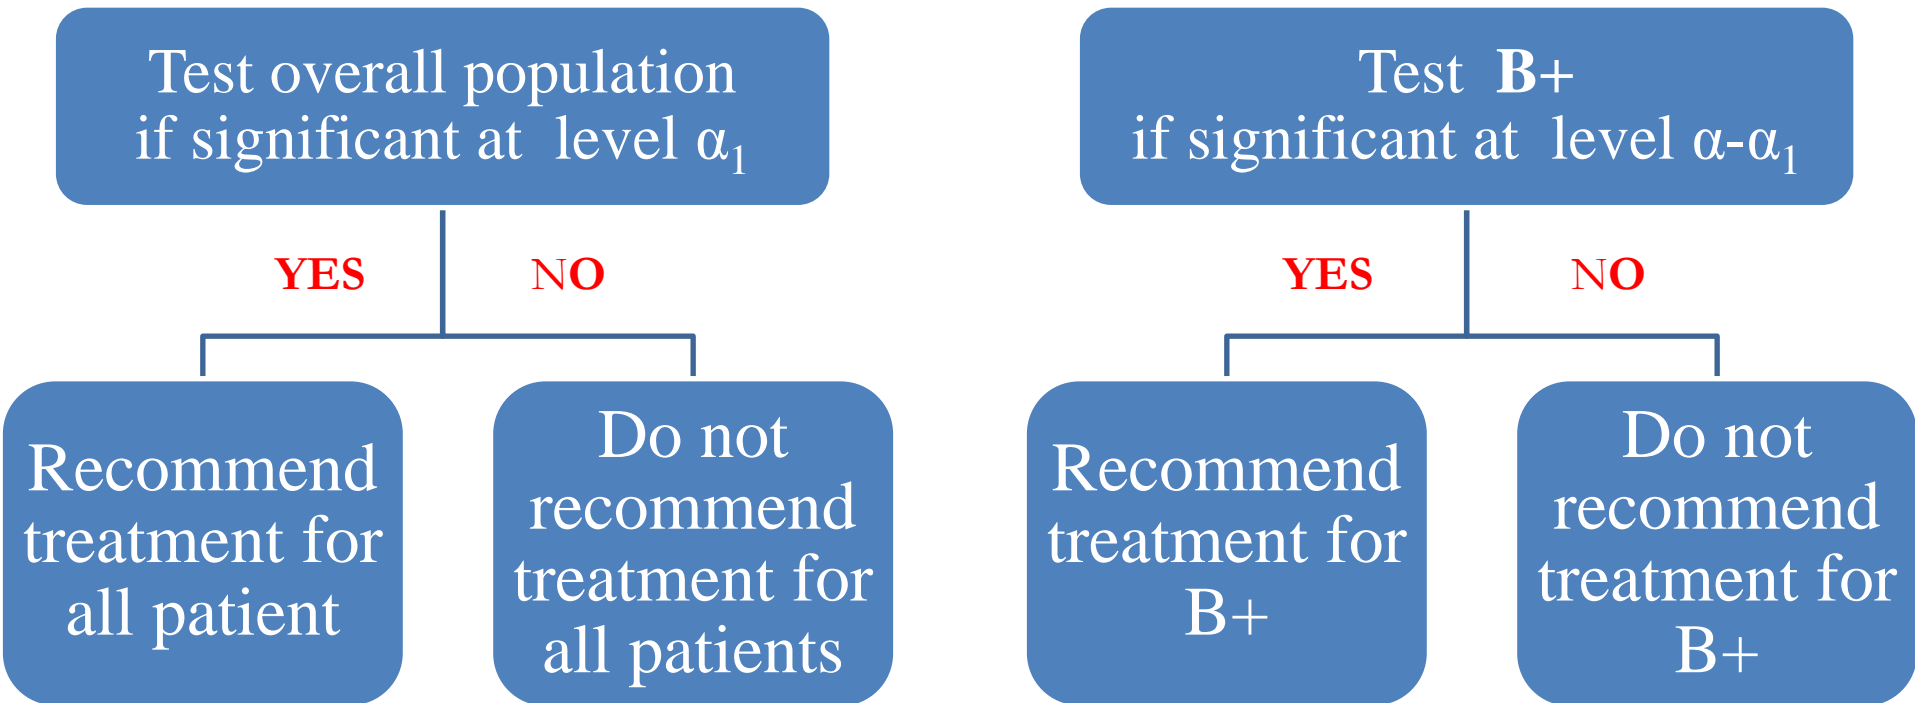 Test overall population
if significant at level α₁
YES
NO
Recommend
treatment for
all patient
Do not
recommend
treatment for
all patients
Test B+
if significant at level α-α₁
YES
NO
Recommend
treatment for
B+
Do not
recommend
treatment for
B+